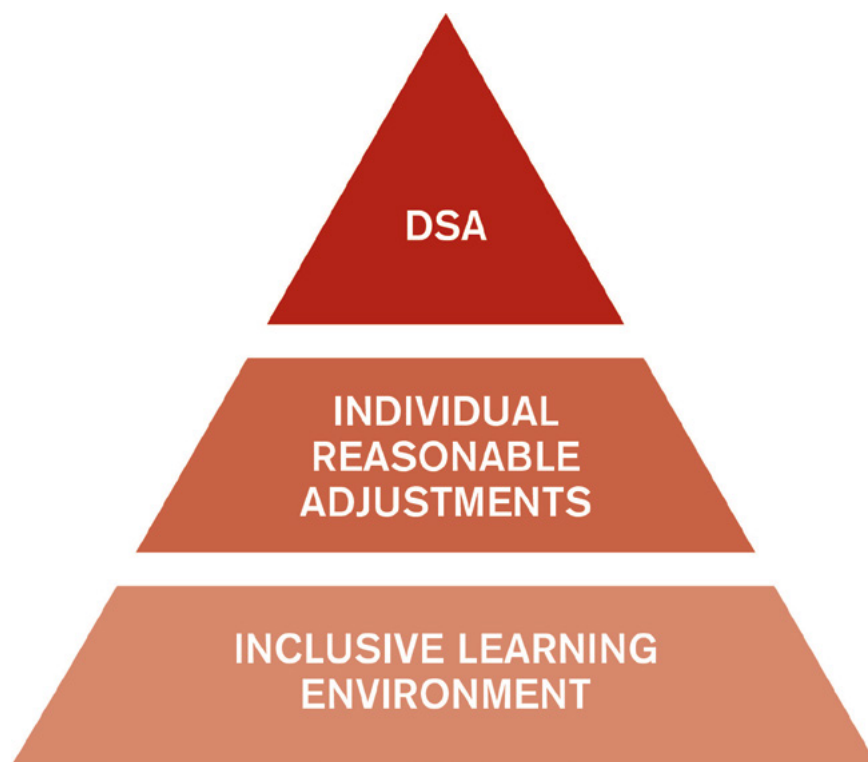 DSA
INDIVIDUAL
REASONABLE
ADJUSTMENTS
INCLUSIVE LEARNING
ENVIRONMENT